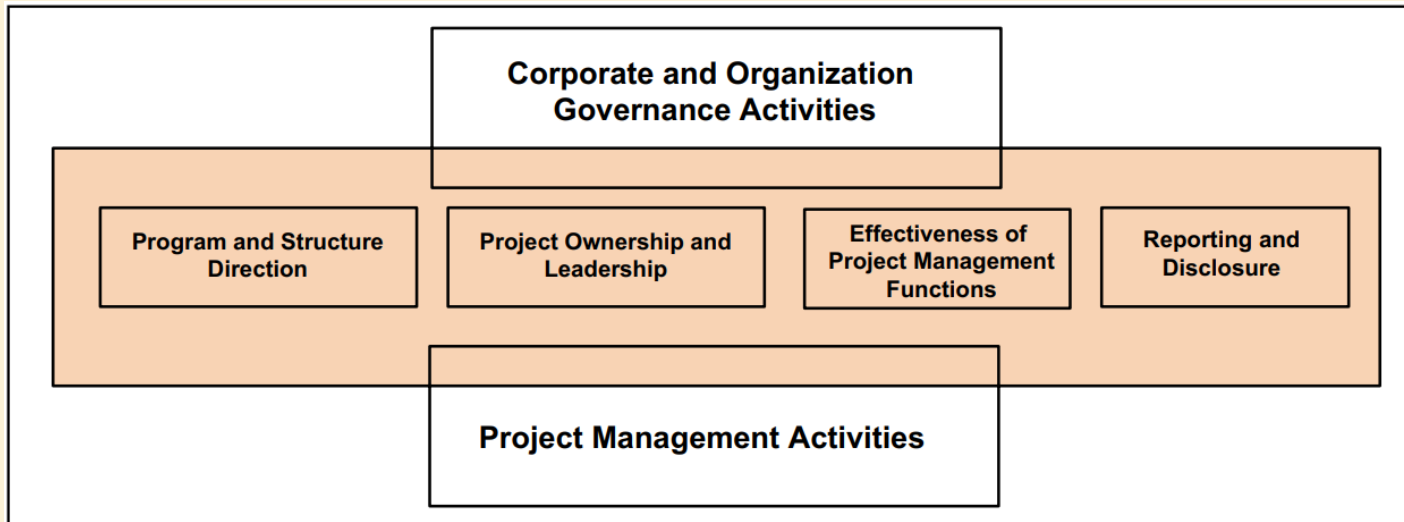 Corporate and Organization
Governance Activities
Program and Structure
Direction
Project Ownership and
Leadership
Effectiveness of
Project Management
Functions
Reporting and
Disclosure
Project Management Activities